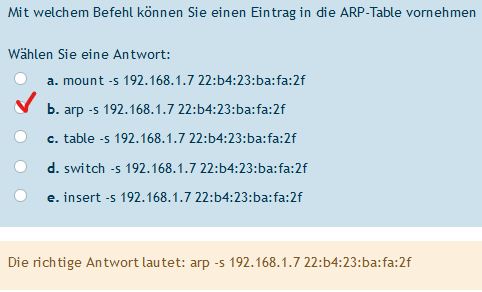 Mit welchem Befehl können Sie einen Eintrag in die ARP-Table vornehmen
Wählen Sie eine Antwort:
a. mount -s 192.168.1.7 22:b4:23:ba:fa:2f
b. arp -s 192.168.1.7 22:b4:23:ba:fa:2f
c. table -s 192.168.1.7 22:b4:23:ba:fa:2f
d. switch -s 192.168.1.7 22:b4:23:ba:fa:2f
e. insert -s 192.168.1.7 22:b4:23:ba:fa:2f
Die richtige Antwort lautet: arp -s 192.168.1.7 22:b4:23:ba:fa:2f